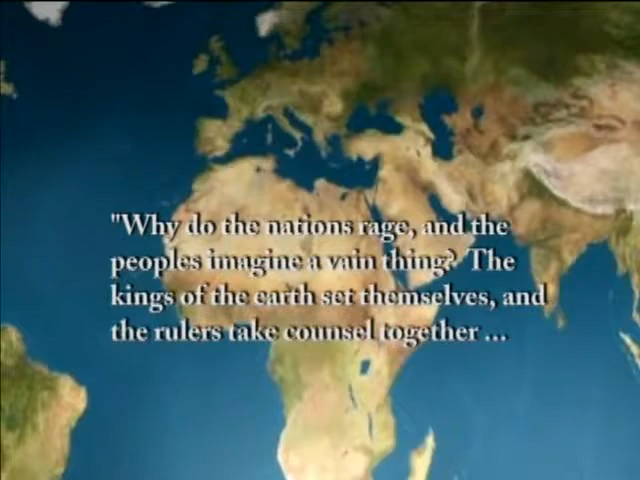 "Why do the nations rage, and the
peoples imagine a vain thing?  The
kings of the earth set themselves, and
the rulers take counsel together ...